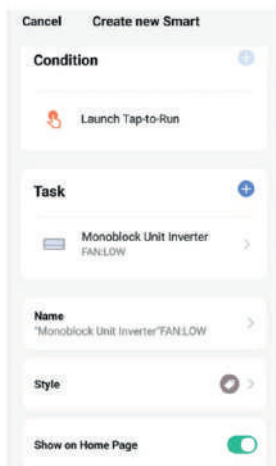 Cancel Create new Smart
Condition
Launch Tap-to-Run
Task
Monoblock Unit Inverter
FAN:LOW
Name
"Monoblock Unit Inverter"FAN:LOW
Style
Show on Home Page